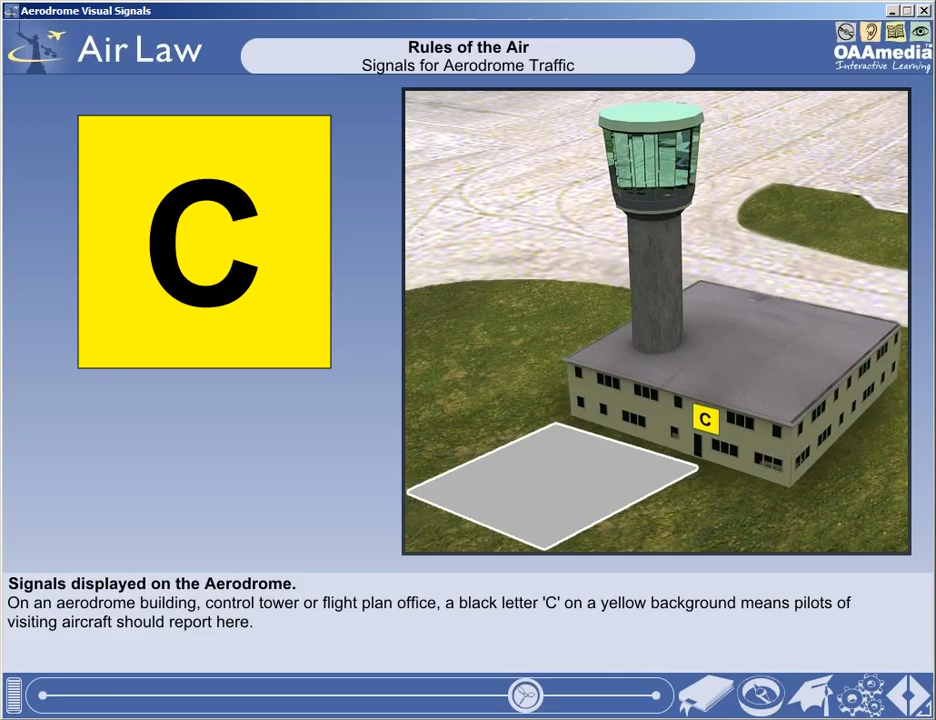 Aerodrome Visual Signals
Air Law
Rules of the Air
Signals for Aerodrome Traffic
OAAmedia
Interactive Learning
C
C
Signals displayed on the Aerodrome.
On an aerodrome building, control tower or flight plan office, a black letter 'C' on a yellow background means pilots of
visiting aircraft should report here.